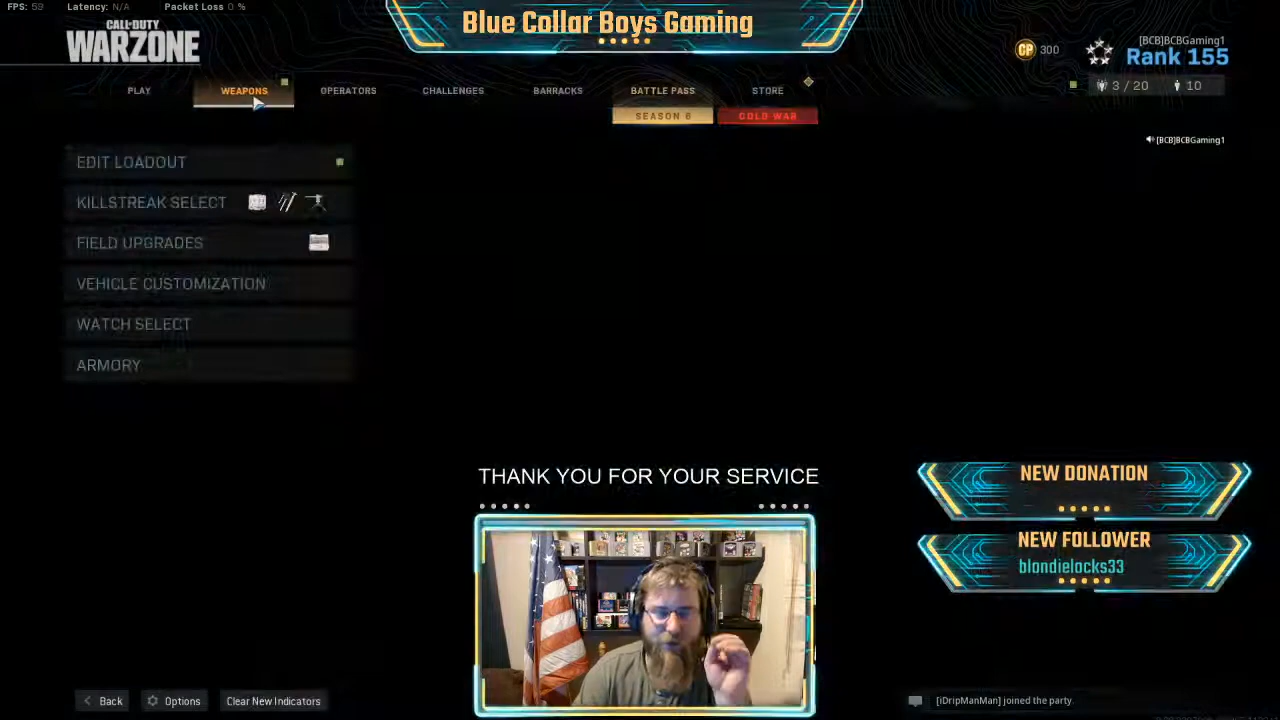 FPS: 59 Latency: N/A Packet Loss 0 %
Blue Collar Boys Gaming
CALL OF DUTY
WARZONE
CP 300
[BCB]BCBGaming1
Rank 155
3 / 20 10
PLAY WEAPONS OPERATORS CHALLENGES BARRACKS BATTLE PASS STORE
SEASON 6 COLD WAR
[BCB]BCBGaming1
EDIT LOADOUT
KILLSTREAK SELECT
FIELD UPGRADES
VEHICLE CUSTOMIZATION
WATCH SELECT
ARMORY
THANK YOU FOR YOUR SERVICE
NEW DONATION
NEW FOLLOWER
blondielocks33
Back Options Clear New Indicators
[iDripManMan] joined the party.